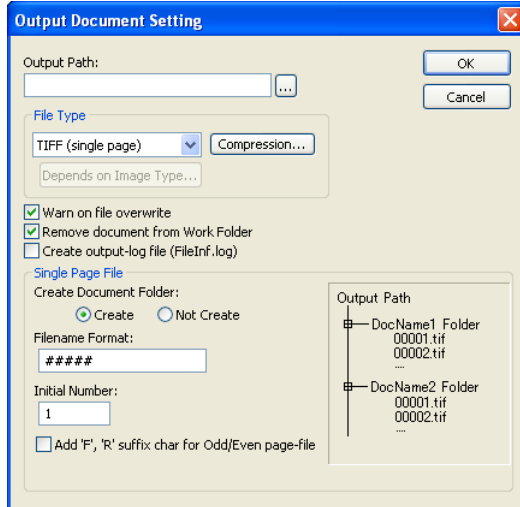 Output Document Setting
Output Path:
OK
...
Cancel
File Type
TIFF (single page)
Compression...
Depends on Image Type...
Warn on file overwrite
Remove document from Work Folder
Create output-log file (FileInf.log)
Single Page File
Create Document Folder:
Create
Not Create
Filename Format:
#####
Initial Number:
1
Add 'F', 'R' suffix char for Odd/Even page-file
Output Path
DocName1 Folder
00001.tif
00002.tif
....
DocName2 Folder
00001.tif
00002.tif
....